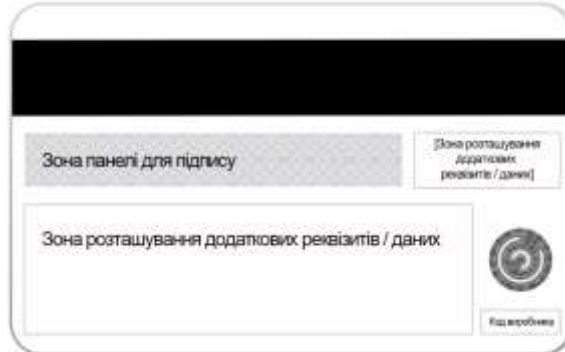 Зона панелі для підпису
[Зона розташування
додаткових
реквізитів / даних]
Зона розташування додаткових реквізитів / даних
Код виробника